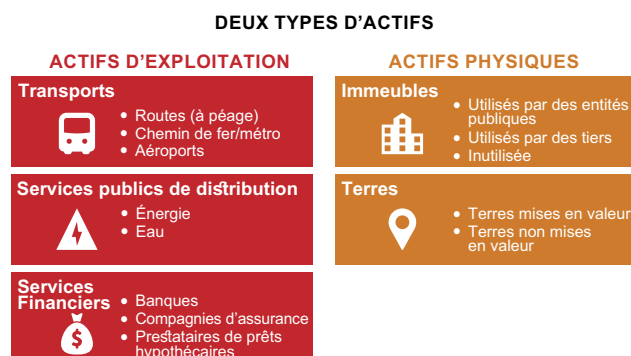 DEUX TYPES D’ACTIFS
ACTIFS D’EXPLOITATION
Transports
• Routes (à péage)
• Chemin de fer/métro
• Aéroports
Services publics de distribution
• Énergie
• Eau
Services
Financiers
• Banques
• Compagnies d’assurance
• Prestataires de prêts
hypothécaires
$
ACTIFS PHYSIQUES
Immeubles
• Utilisés par des entités
publiques
• Utilisés par des tiers
• Inutilisée
Terres
• Terres mises en valeur
• Terres non mises
en valeur